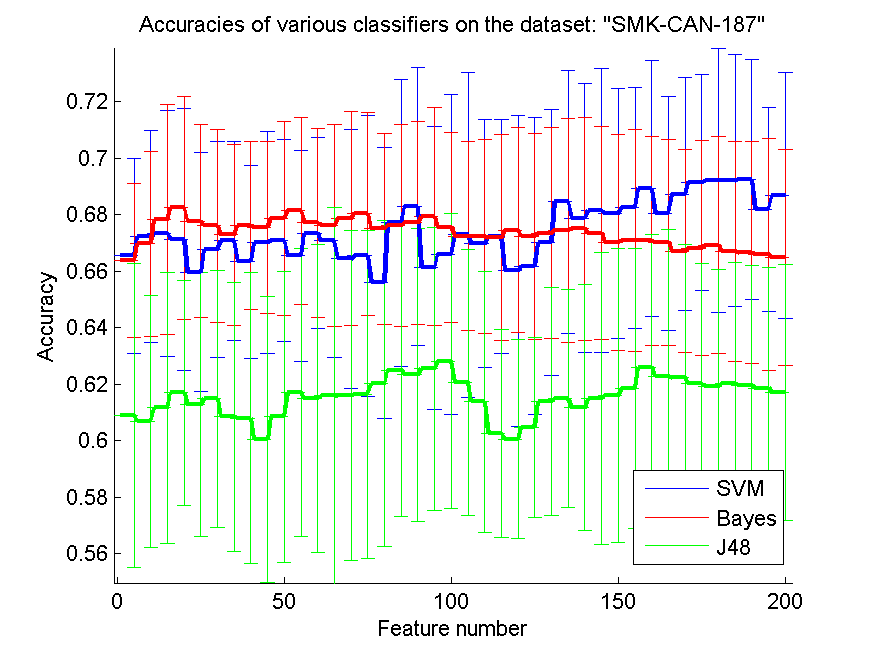 Accuracies of various classifiers on the dataset: "SMK-CAN-187"
0.72
0.7
0.68
0.66
0.64
0.62
0.6
0.58
0.56
Accuracy
SVM
Bayes
J48
0 50 100 150 200
Feature number